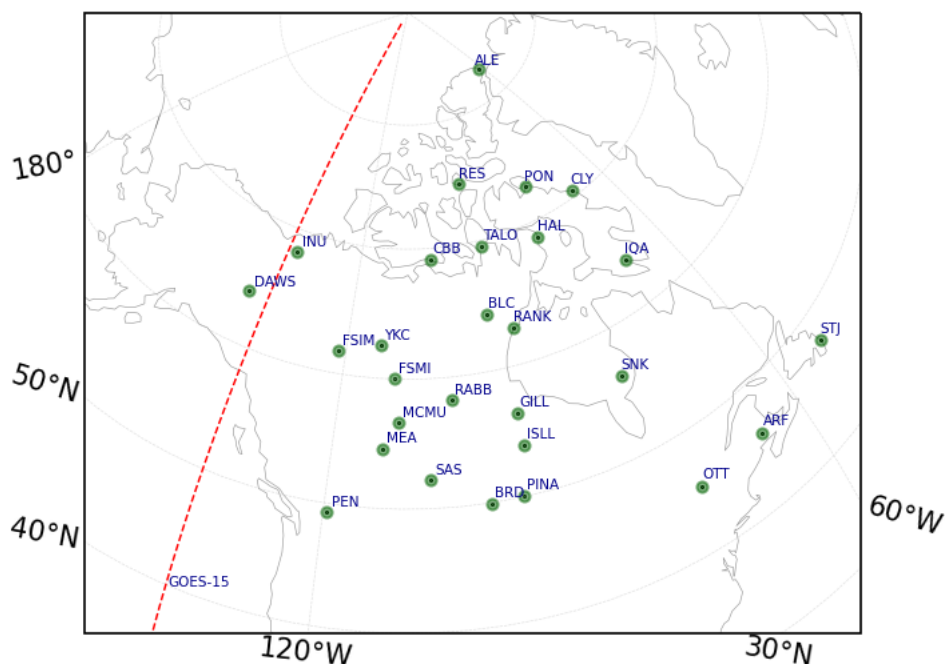 ALE
180°
RES
PON
CLY
INU
CBB
TALO
HAL
IQA
DAWS
BLC
RANK
STJ
FSIM
YKC
FSMI
SNK
50°N
RABB
MCMU
GILL
ARF
MEA
ISLL
SAS
OTT
PEN
BRD
PINA
60°W
40°N
GOES-15
120°W
30°N